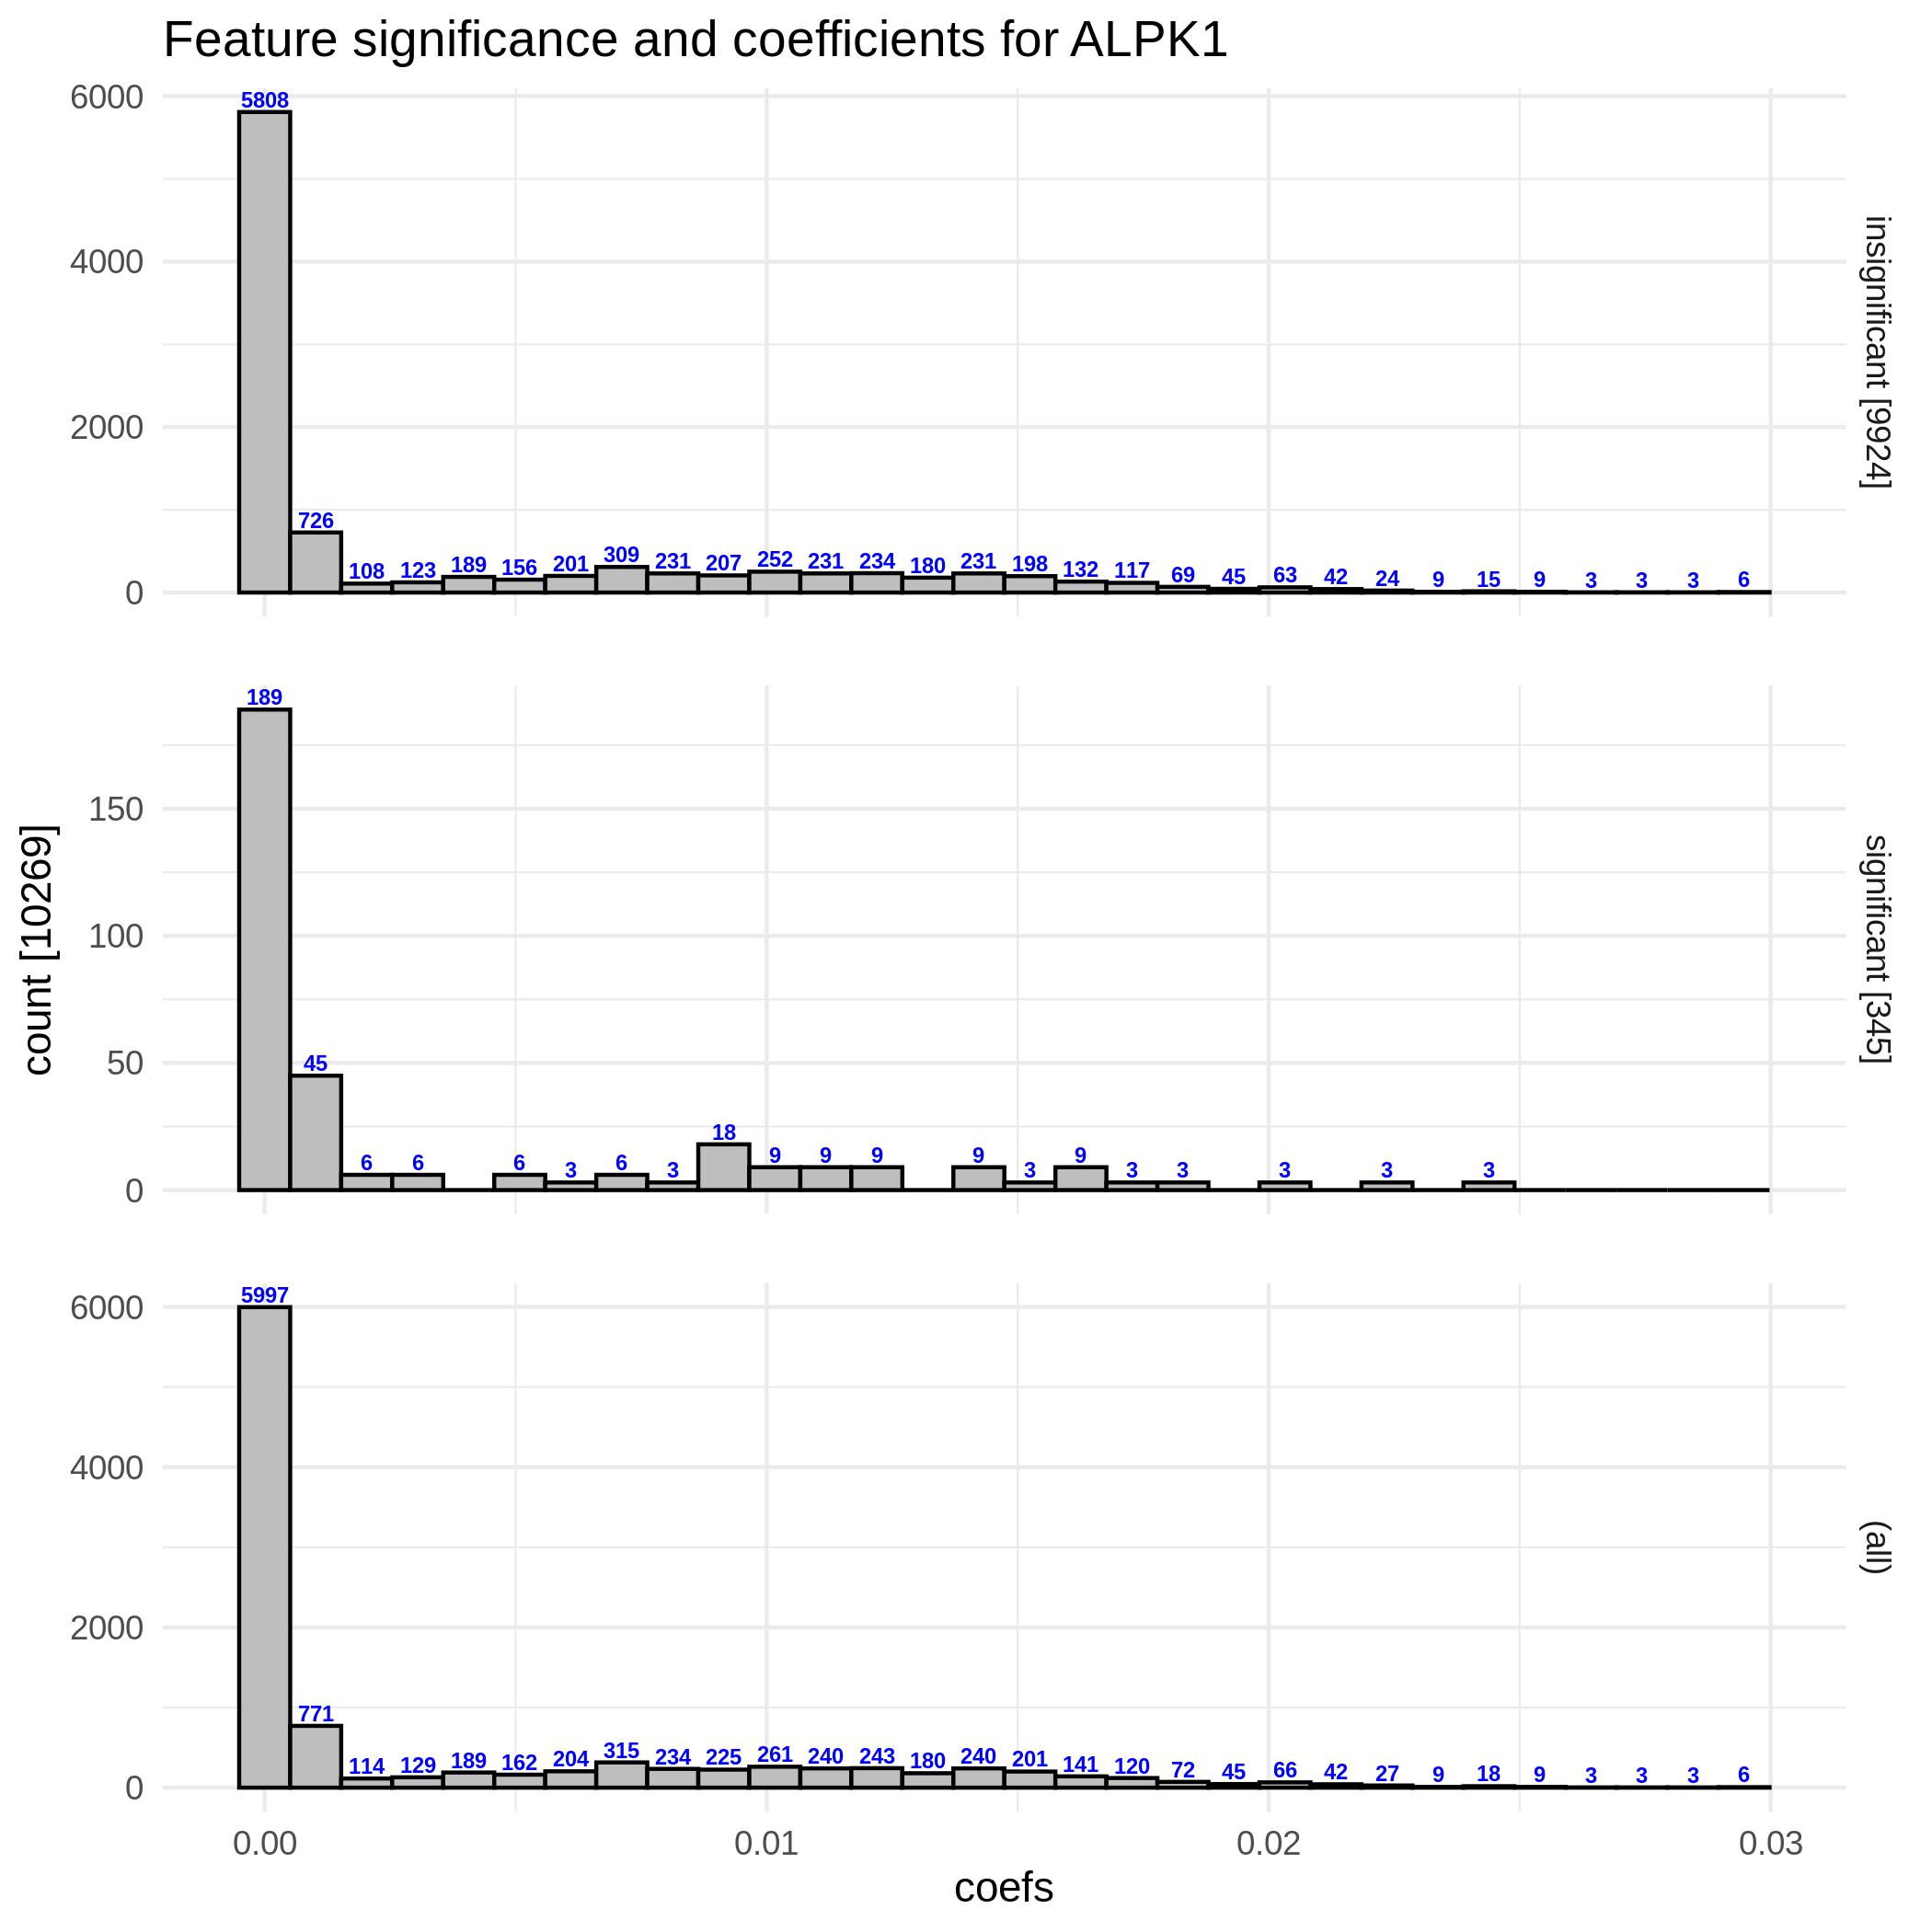 Feature significance and coefficients for ALPK1
6000
4000
2000
0
5808
726
108 123 189 156 201 309 231 207 252 231 234 180 231 198 132 117 69 45 63 42 24 9 15 9 3 3 3 6
insignificant [9924]
count [10269]
150
100
50
0
189
45
6 6 6 3 6 3 18 9 9 9 9 3 9 3 3 3 3 3
significant [345]
6000
4000
2000
0
5997
771
114 129 189 162 204 315 234 225 261 240 243 180 240 201 141 120 72 45 66 42 27 9 18 9 3 3 3 6
(all)
0.00 0.01 0.02 0.03
coefs